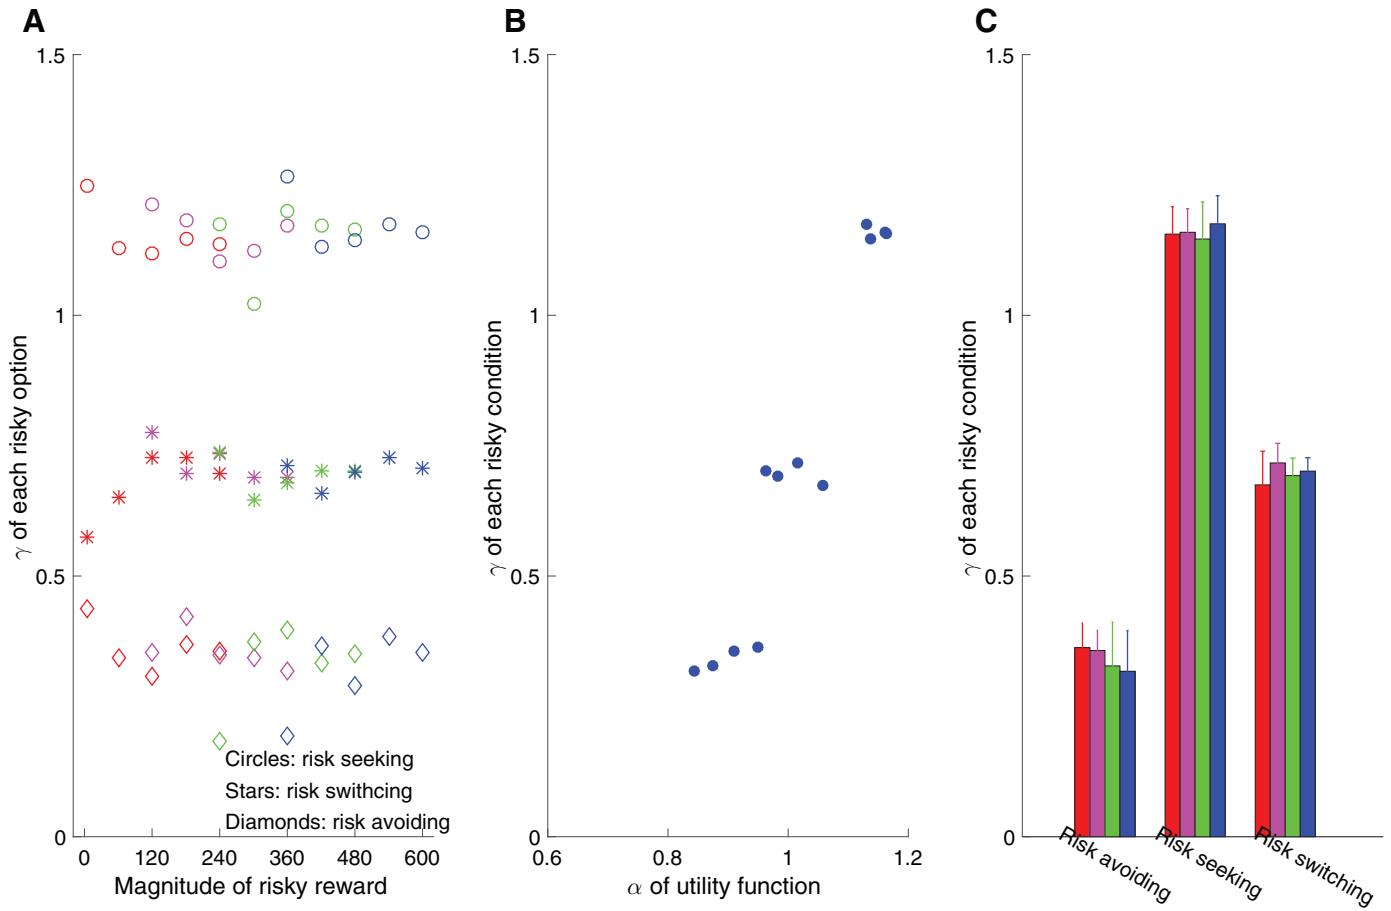 A
B
C
1.5
1
0.5
0
γ of each risky option
0 120 240 360 480 600
Magnitude of risky reward
Circles: risk seeking
Stars: risk swithcing
Diamonds: risk avoiding
1.5
1
0.5
0
γ of each risky condition
0.6 0.8 1 1.2
α of utility function
1.5
1
0.5
0
γ of each risky condition
Risk avoiding
Risk seeking
Risk switching